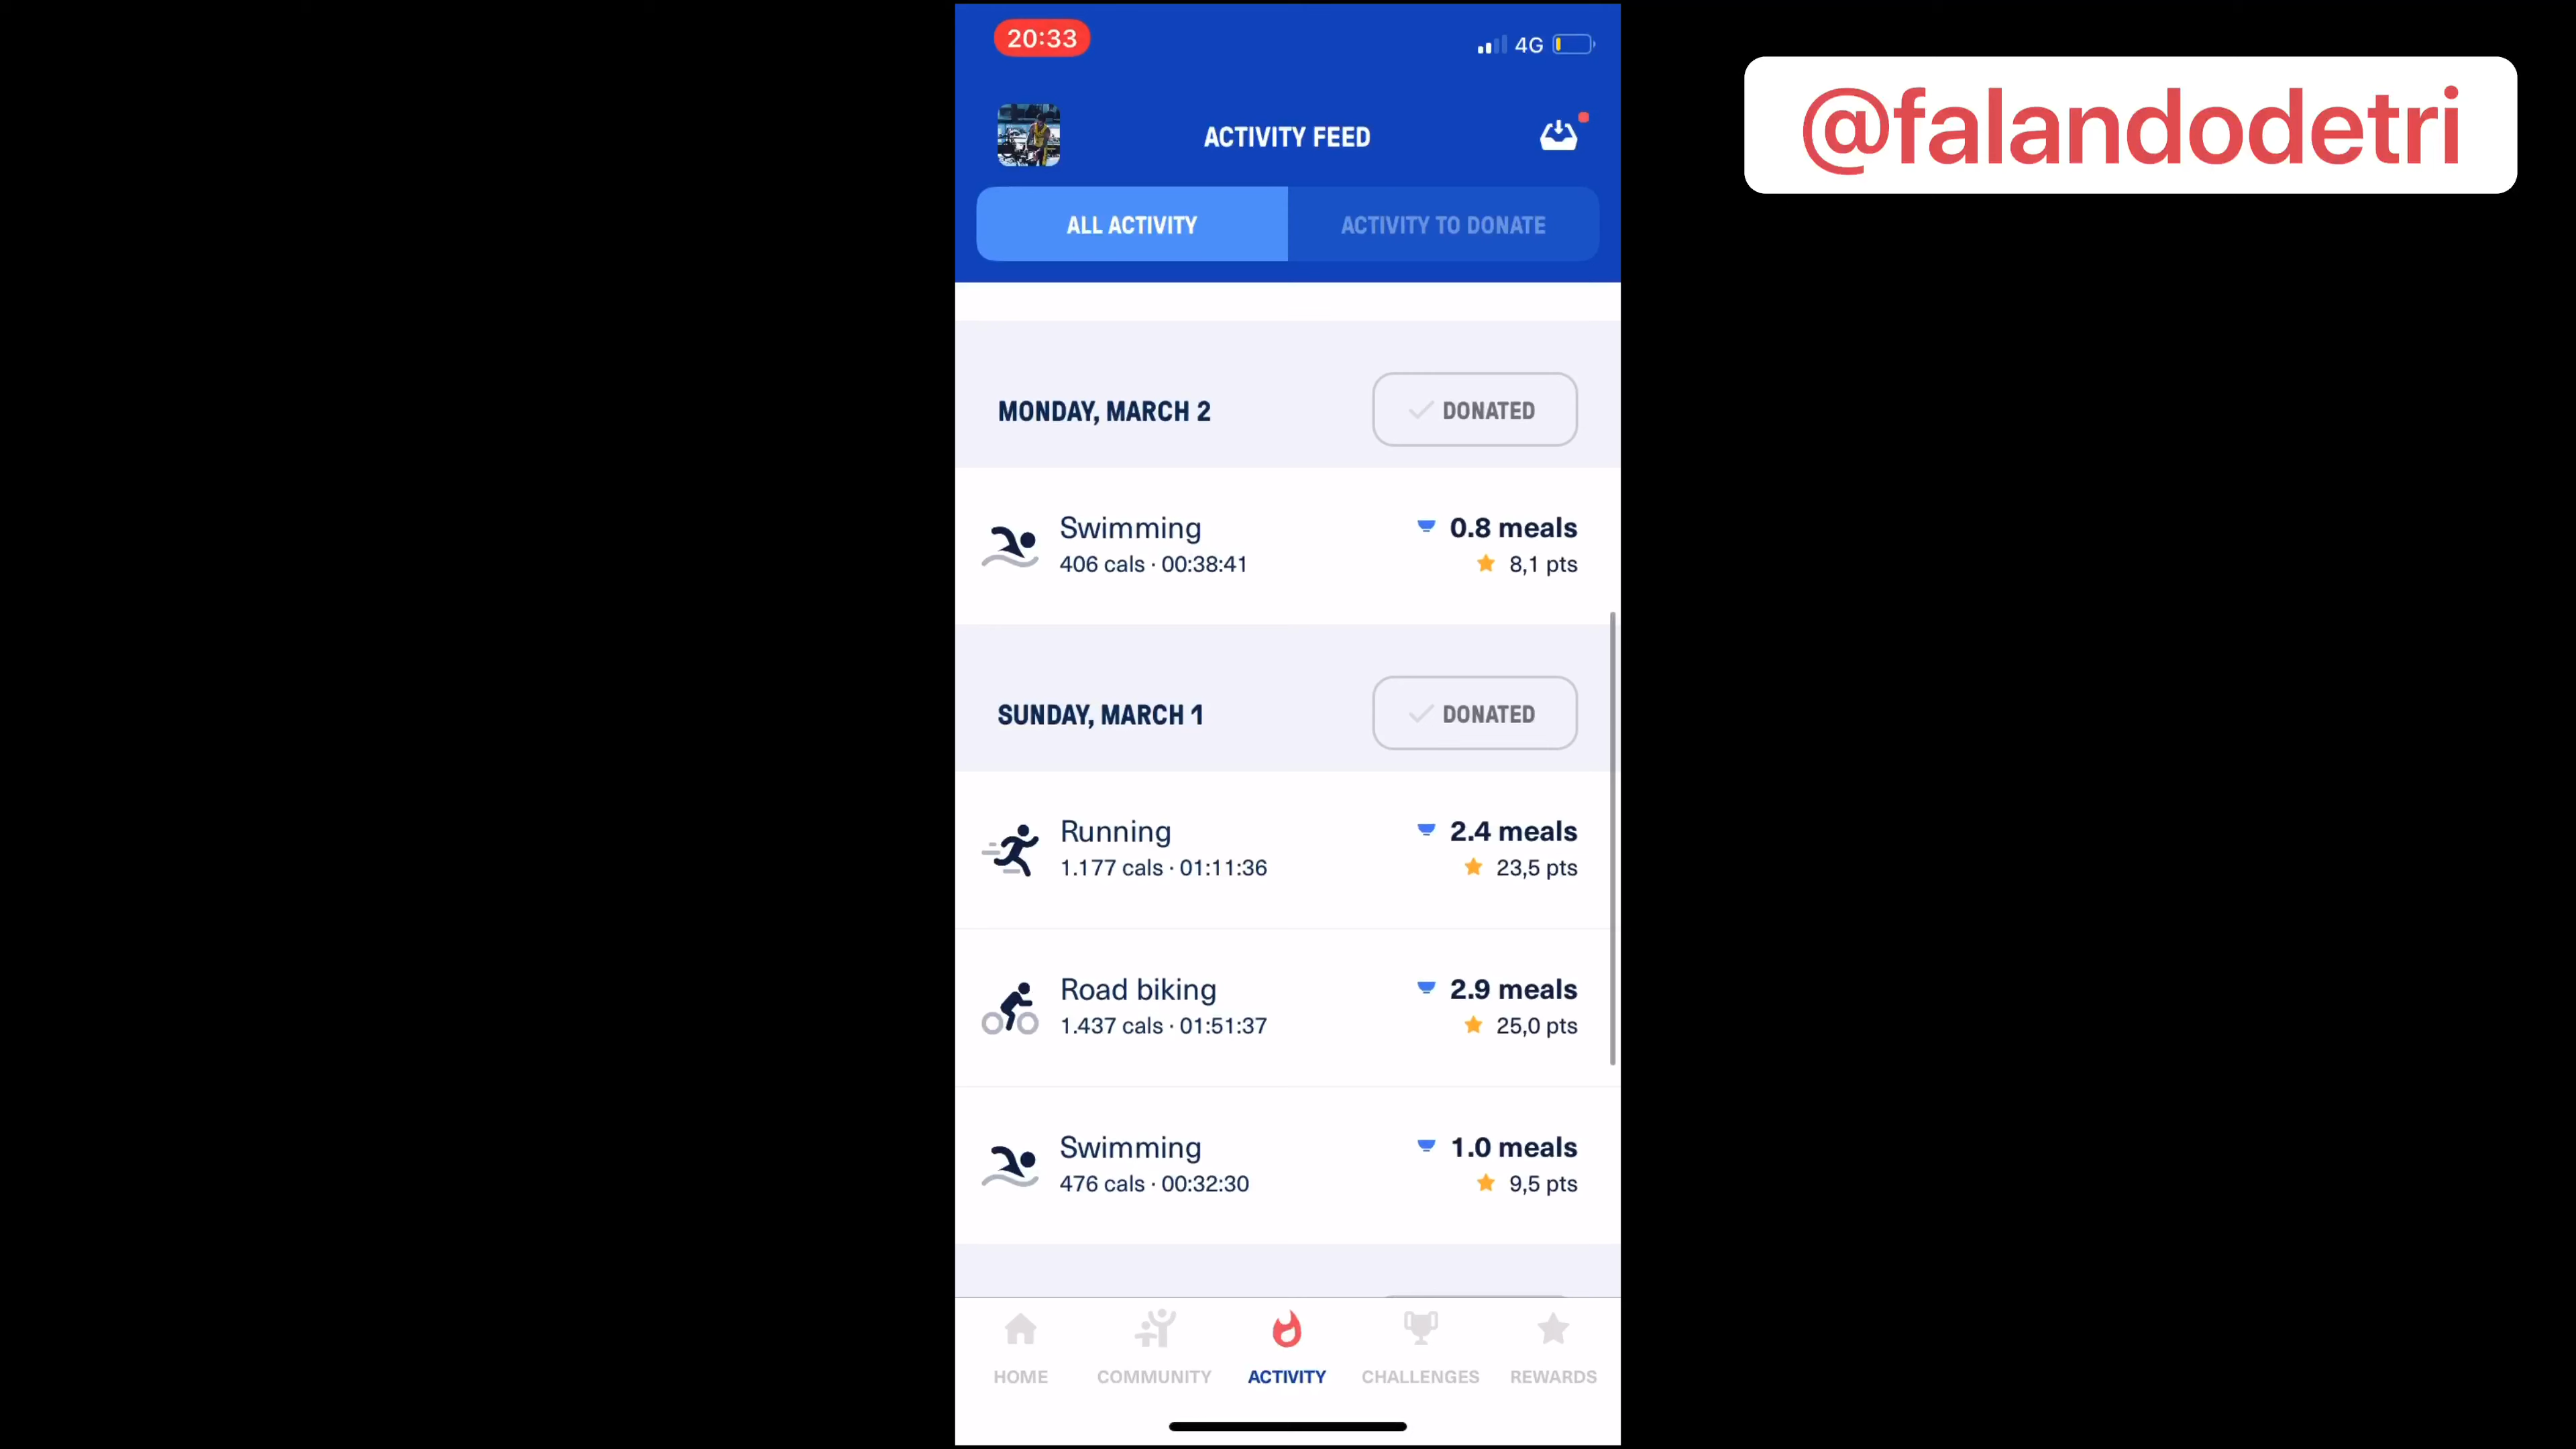 20:33
4G
@falandodetri
ACTIVITY FEED
ALL ACTIVITY
ACTIVITY TO DONATE
MONDAY, MARCH 2
DONATED
Swimming
0.8 meals
406 cals · 00:38:41
8,1 pts
SUNDAY, MARCH 1
DONATED
Running
2.4 meals
1.177 cals · 01:11:36
23,5 pts
Road biking
2.9 meals
1.437 cals · 01:51:37
25,0 pts
Swimming
1.0 meals
476 cals · 00:32:30
9,5 pts
HOME
COMMUNITY
ACTIVITY
CHALLENGES
REWARDS